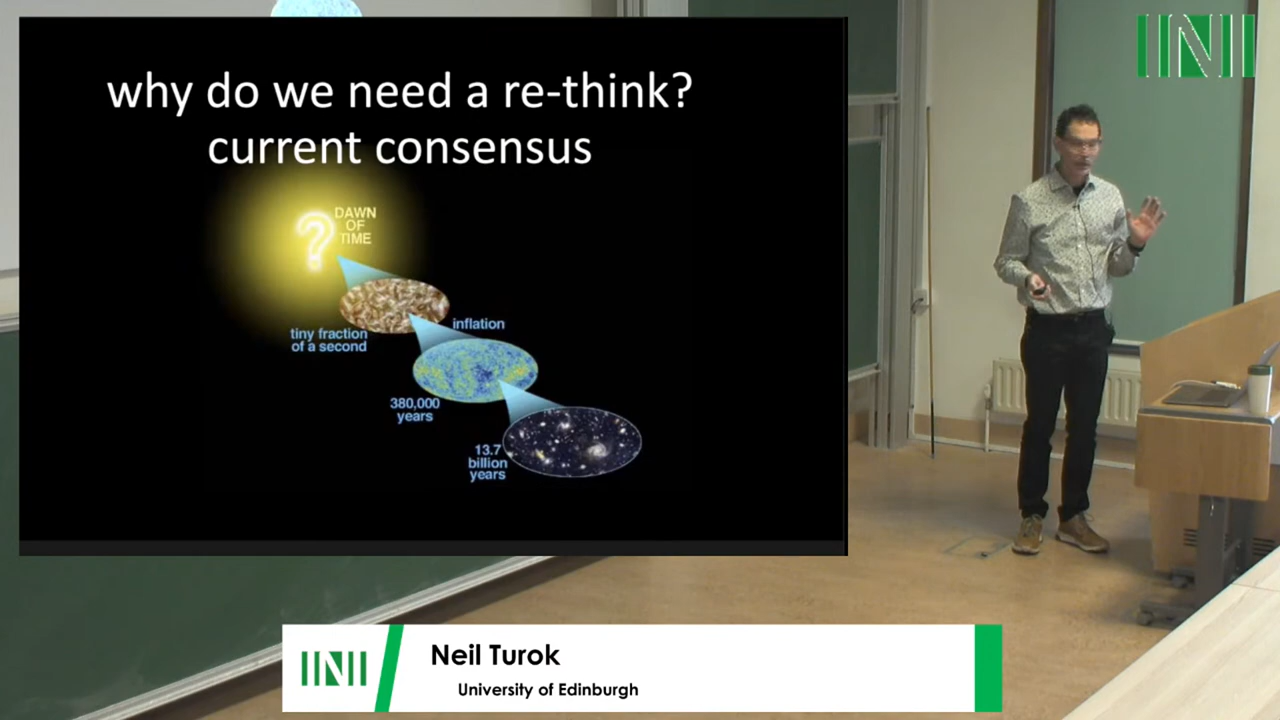 why do we need a re-think?
current consensus
?
DAWN
OF
TIME
tiny fraction
of a second
inflation
380,000
years
13.7
billion
years
INI
INI
Neil Turok
University of Edinburgh